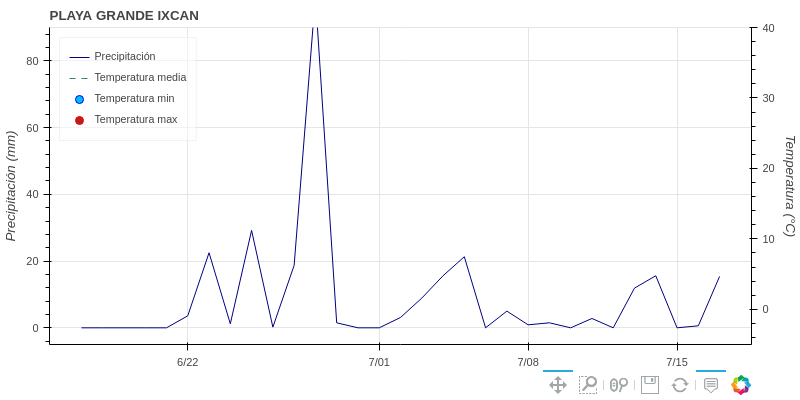 PLAYA GRANDE IXCAN
Precipitación
Temperatura media
Temperatura min
Temperatura max
Precipitación (mm)
80
60
40
20
0
Temperatura (°C)
40
30
20
10
0
6/22
7/01
7/08
7/15